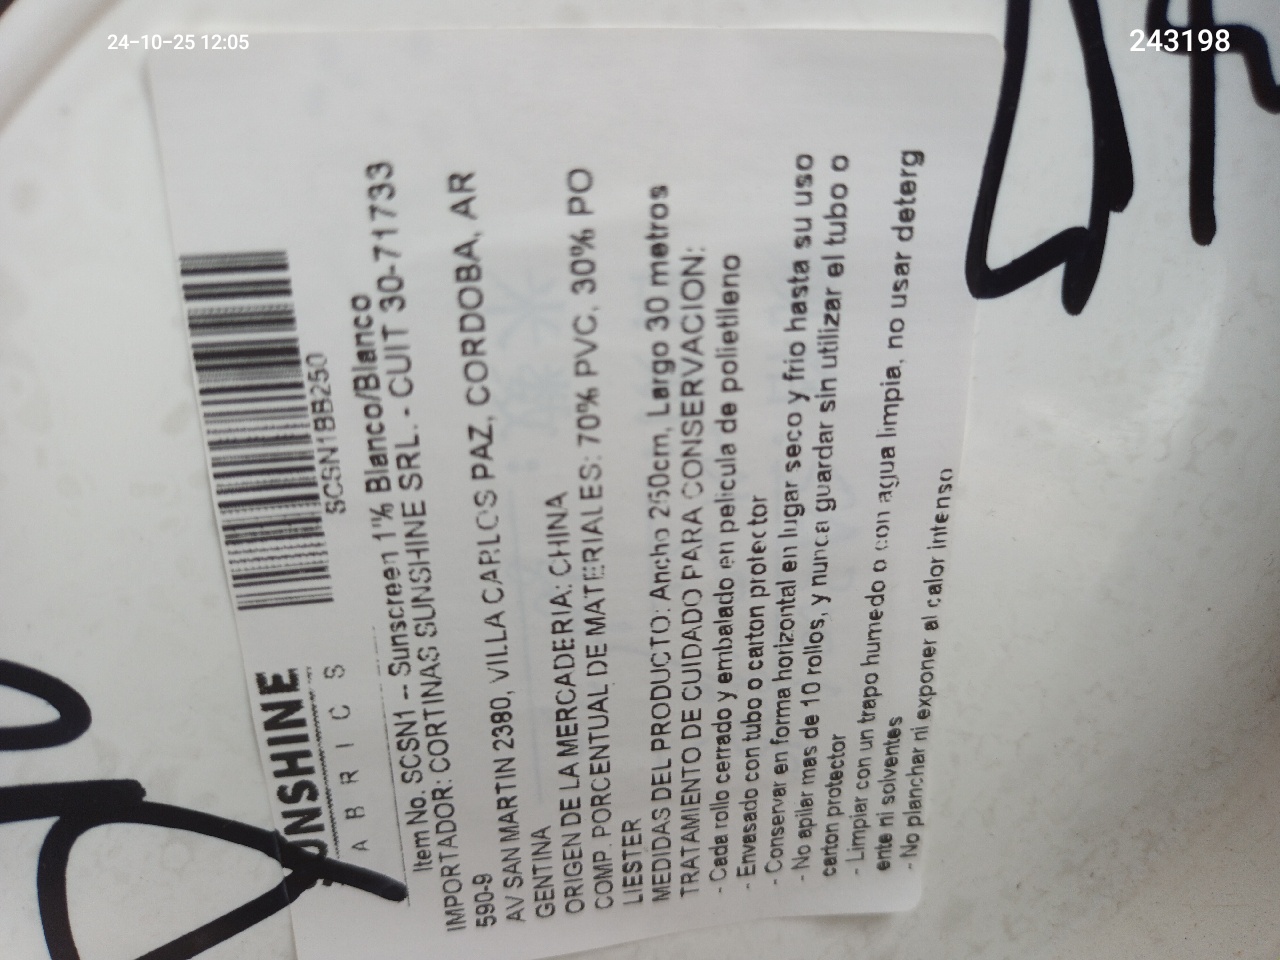 24-10-25 12:05
243198
SUNSHINE
FABRICS
SCSN1BB250
Item No. SCSN1 -- Sunscreen 1% Blanco/Blanco
IMPORTADOR: CORTINAS SUNSHINE SRL. - CUIT 30-71733
590-9
AV SAN MARTIN 2380, VILLA CARLOS PAZ, CORDOBA, AR
GENTINA
ORIGEN DE LA MERCADERIA: CHINA
COMP. PORCENTUAL DE MATERIALES: 70% PVC, 30% PO
LIESTER
MEDIDAS DEL PRODUCTO: Ancho 250cm, Largo 30 metros
TRATAMIENTO DE CUIDADO PARA CONSERVACION:
- Cada rollo cerrado y embalado en pelicula de polietileno
- Envasado con tubo o carton protector
- Conservar en forma horizontal en lugar seco y frio hasta su uso
- No apilar mas de 10 rollos, y nunca guardar sin utilizar el tubo o
carton protector
- Limpiar con un trapo humedo o con agua limpia, no usar deterg
ente ni solventes
- No planchar ni exponer al calor intenso